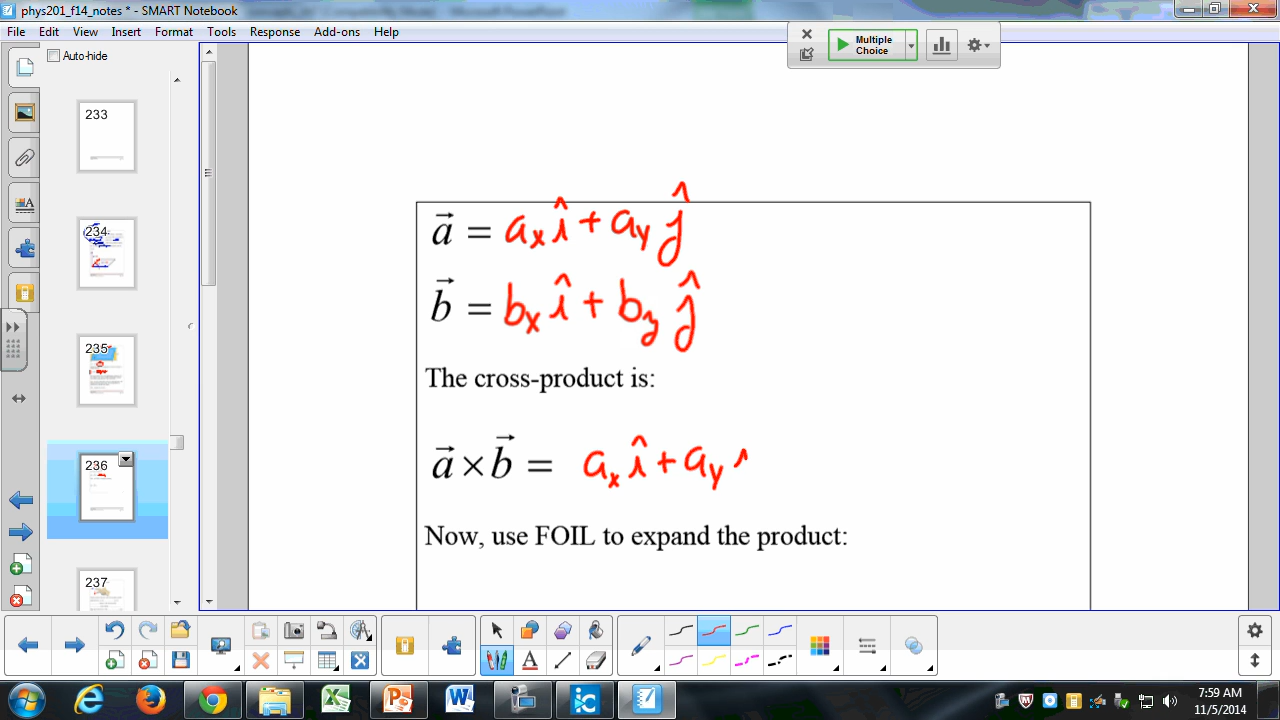 phys201_f14_notes * - SMART Notebook
File Edit View Insert Format Tools Response Add-ons Help
Multiple Choice
Auto-hide
233
234
235
236
237
a⃗ = aₓ î + a_y ĵ
b⃗ = bₓ î + b_y ĵ
The cross-product is:
a⃗ × b⃗ = aₓ î + a_y
Now, use FOIL to expand the product:
7:59 AM
11/5/2014